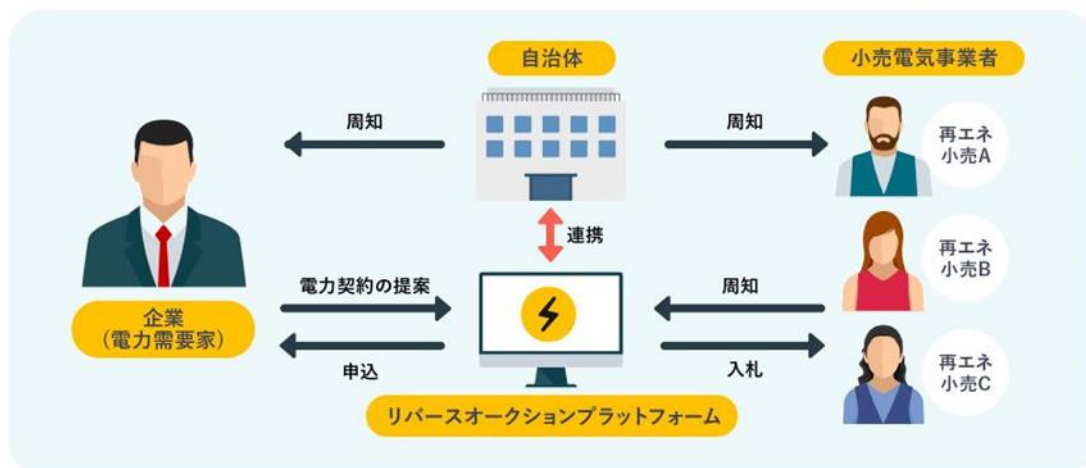 自治体
小売電気事業者
周知
周知
再エネ
小売A
連携
再エネ
小売B
電力契約の提案
周知
企業
(電力需要家)
申込
入札
再エネ
小売C
リバースオークションプラットフォーム